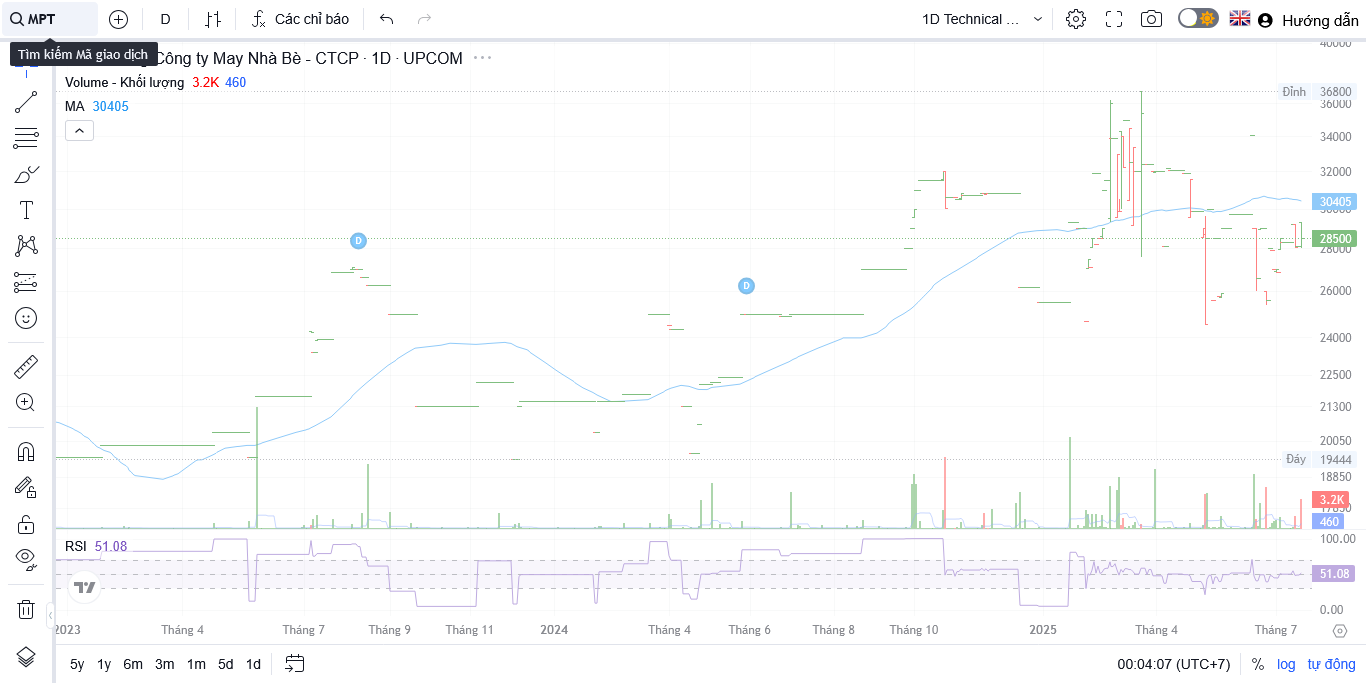 MPT
D
Các chỉ báo
1D Technical ...
Hướng dẫn
Tìm kiếm Mã giao dịch
Công ty May Nhà Bè - CTCP · 1D · UPCOM
Volume - Khối lượng 3.2K 460
MA 30405
40000
Đỉnh 36800
36000
34000
32000
30405
30000
28500
28000
26000
24000
22500
21300
20050
Đáy 19444
18850
3.2K
460
D
D
RSI 51.08
100.00
51.08
0.00
2023 Tháng 4 Tháng 7 Tháng 9 Tháng 11 2024 Tháng 4 Tháng 6 Tháng 8 Tháng 10 2025 Tháng 4 Tháng 7
5y 1y 6m 3m 1m 5d 1d
00:04:07 (UTC+7) % log tự động